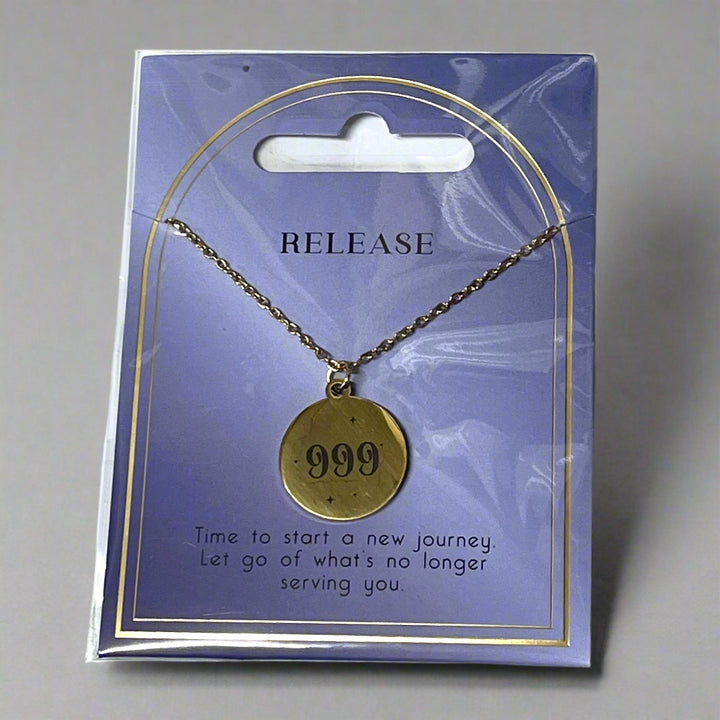 RELEASE
999
Time to start a new journey.
Let go of what's no longer
serving you.